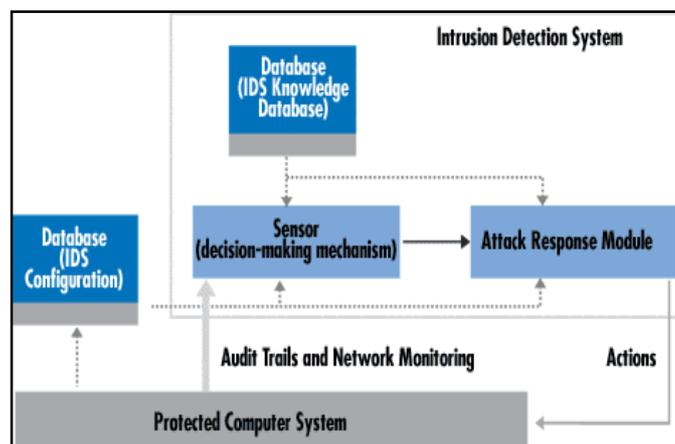 Intrusion Detection System
Database
(IDS Knowledge
Database)
Sensor
(decision-making mechanism)
Attack Response Module
Database
(IDS
Configuration)
Audit Trails and Network Monitoring
Actions
Protected Computer System